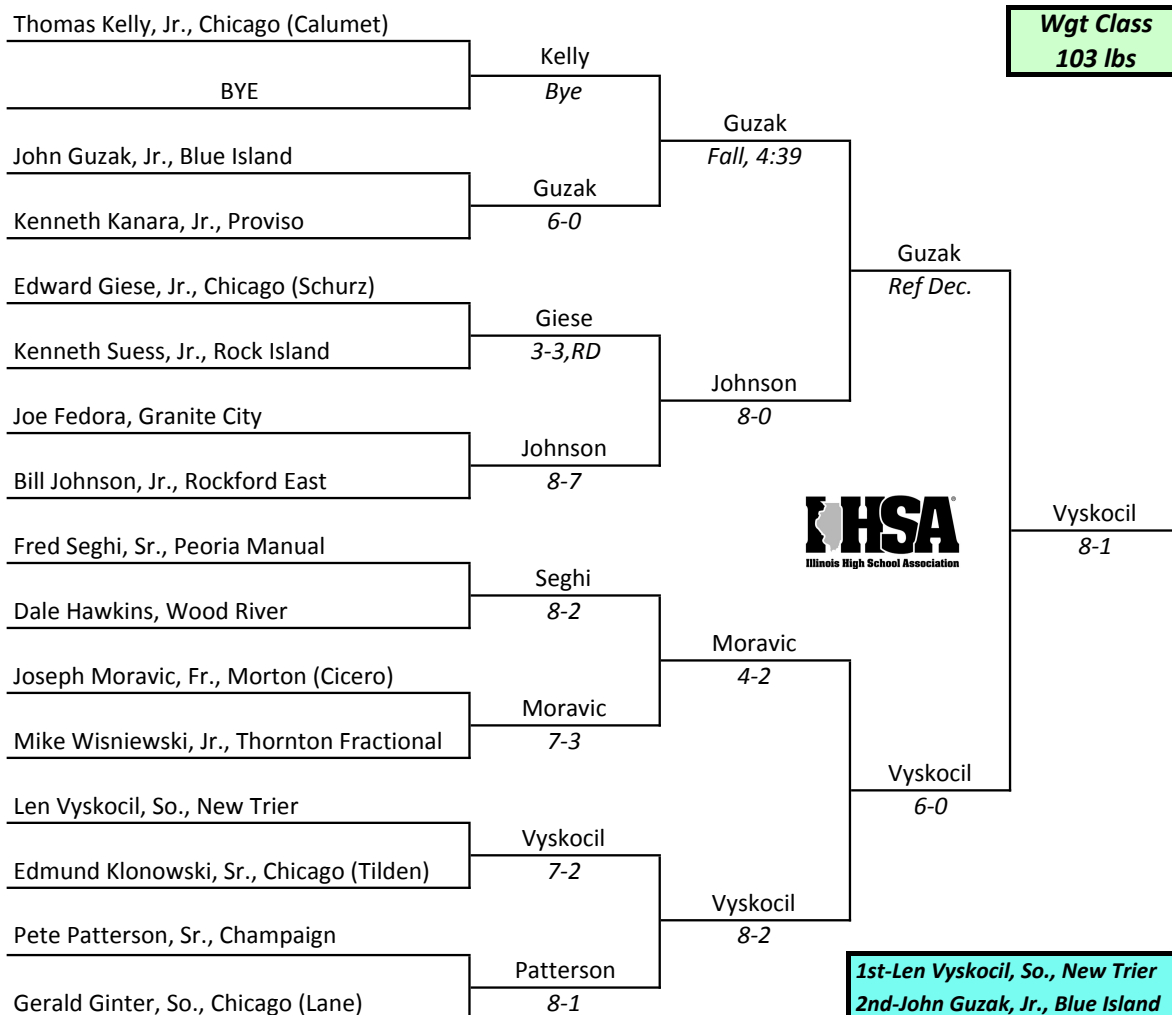 Thomas Kelly, Jr., Chicago (Calumet)
BYE
John Guzak, Jr., Blue Island
Kenneth Kanara, Jr., Proviso
Edward Giese, Jr., Chicago (Schurz)
Kenneth Suess, Jr., Rock Island
Joe Fedora, Granite City
Bill Johnson, Jr., Rockford East
Fred Seghi, Sr., Peoria Manual
Dale Hawkins, Wood River
Joseph Moravic, Fr., Morton (Cicero)
Mike Wisniewski, Jr., Thornton Fractional
Len Vyskocil, So., New Trier
Edmund Klonowski, Sr., Chicago (Tilden)
Pete Patterson, Sr., Champaign
Gerald Ginter, So., Chicago (Lane)
Kelly
Bye
Guzak
6-0
Giese
3-3,RD
Johnson
8-7
Seghi
8-2
Moravic
7-3
Vyskocil
7-2
Patterson
8-1
Guzak
Fall, 4:39
Johnson
8-0
Moravic
4-2
Vyskocil
8-2
Guzak
Ref Dec.
Vyskocil
6-0
Vyskocil
8-1
Wgt Class
103 lbs
IHSA®
Illinois High School Association
1st-Len Vyskocil, So., New Trier
2nd-John Guzak, Jr., Blue Island